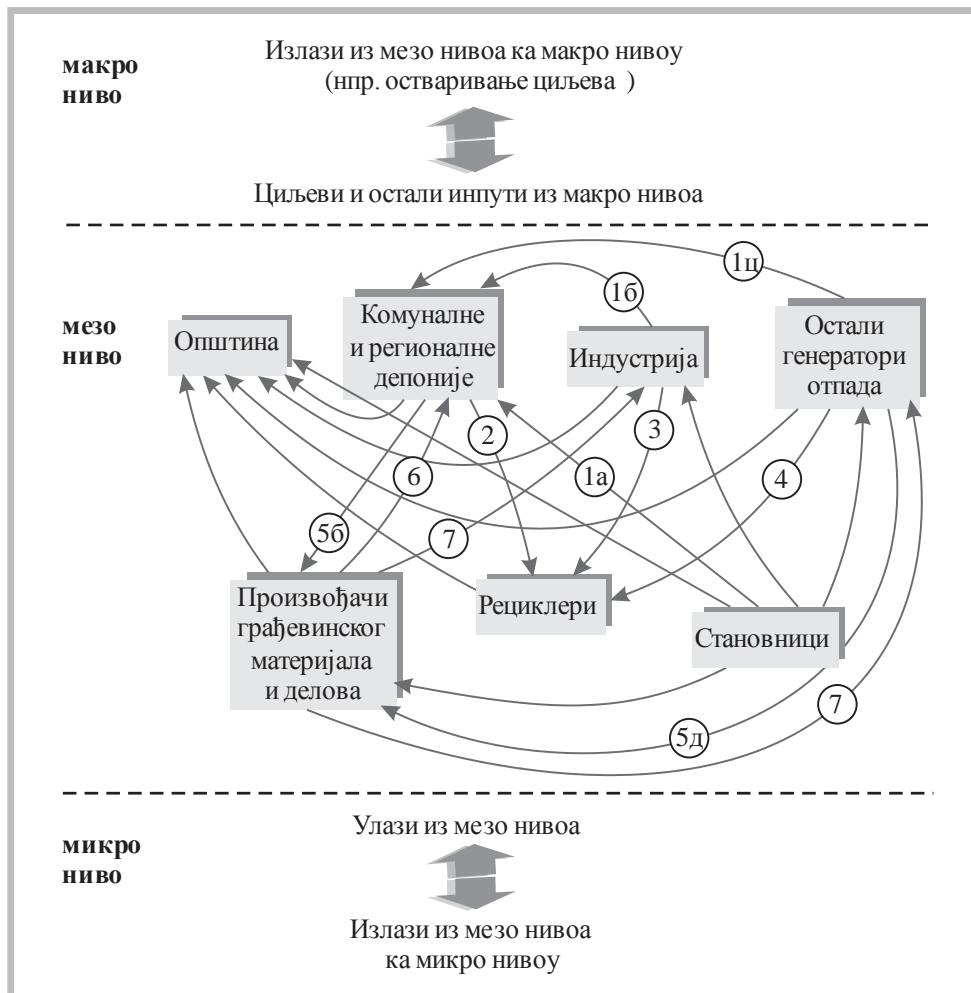 макро
ниво
Излази из мезо нивоа ка макро нивоу
(нпр. остваривање циљева )
Циљеви и остали инпути из макро нивоа
мезо
ниво
1ц
1б
Општина
Комуналне
и регионалне
депоније
Индустрија
Остали
генератори
отпада
2
3
6
1а
4
5б
7
Произвођачи
грађевинског
материјала
и делова
Рециклери
Становници
7
5д
микро
ниво
Улази из мезо нивоа
Излази из мезо нивоа
ка микро нивоу